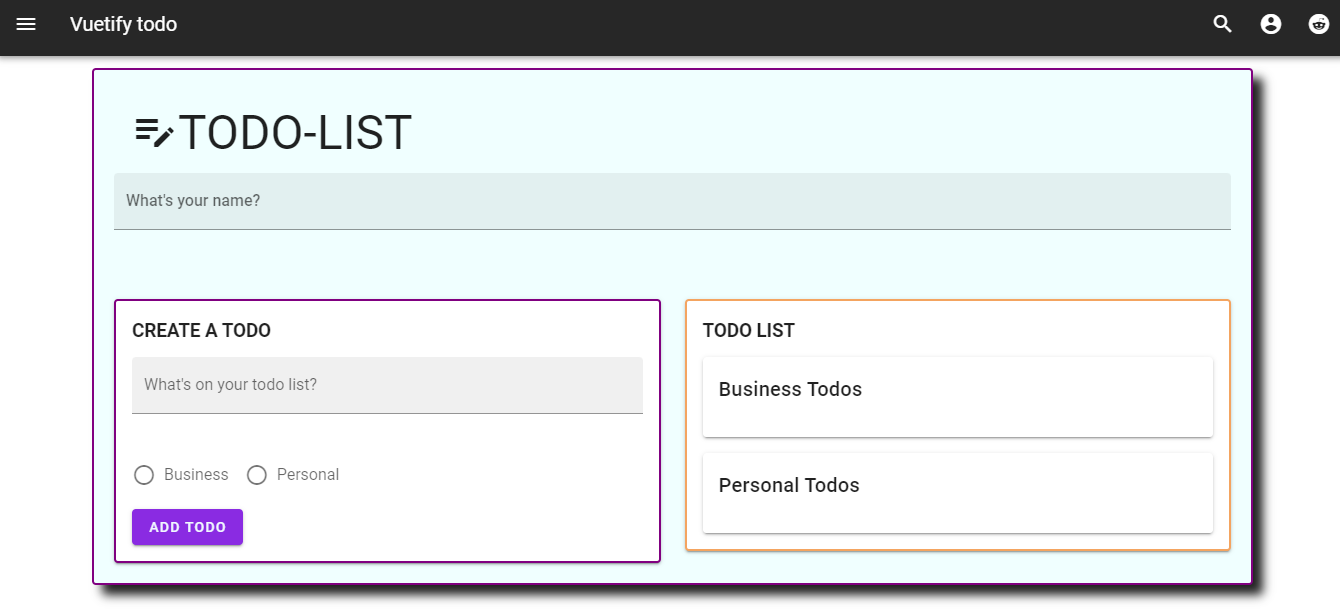 Vuetify todo
TODO-LIST
What's your name?
CREATE A TODO
What's on your todo list?
Business Personal
ADD TODO
TODO LIST
Business Todos
Personal Todos